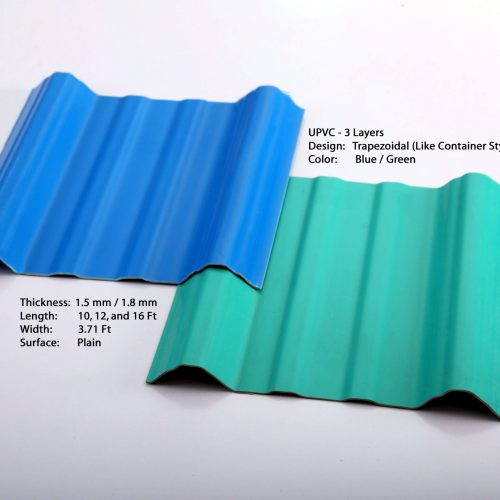 UPVC - 3 Layers
Design: Trapezoidal (Like Container Sty
Color: Blue / Green
Thickness: 1.5 mm / 1.8 mm
Length: 10, 12, and 16 Ft
Width: 3.71 Ft
Surface: Plain